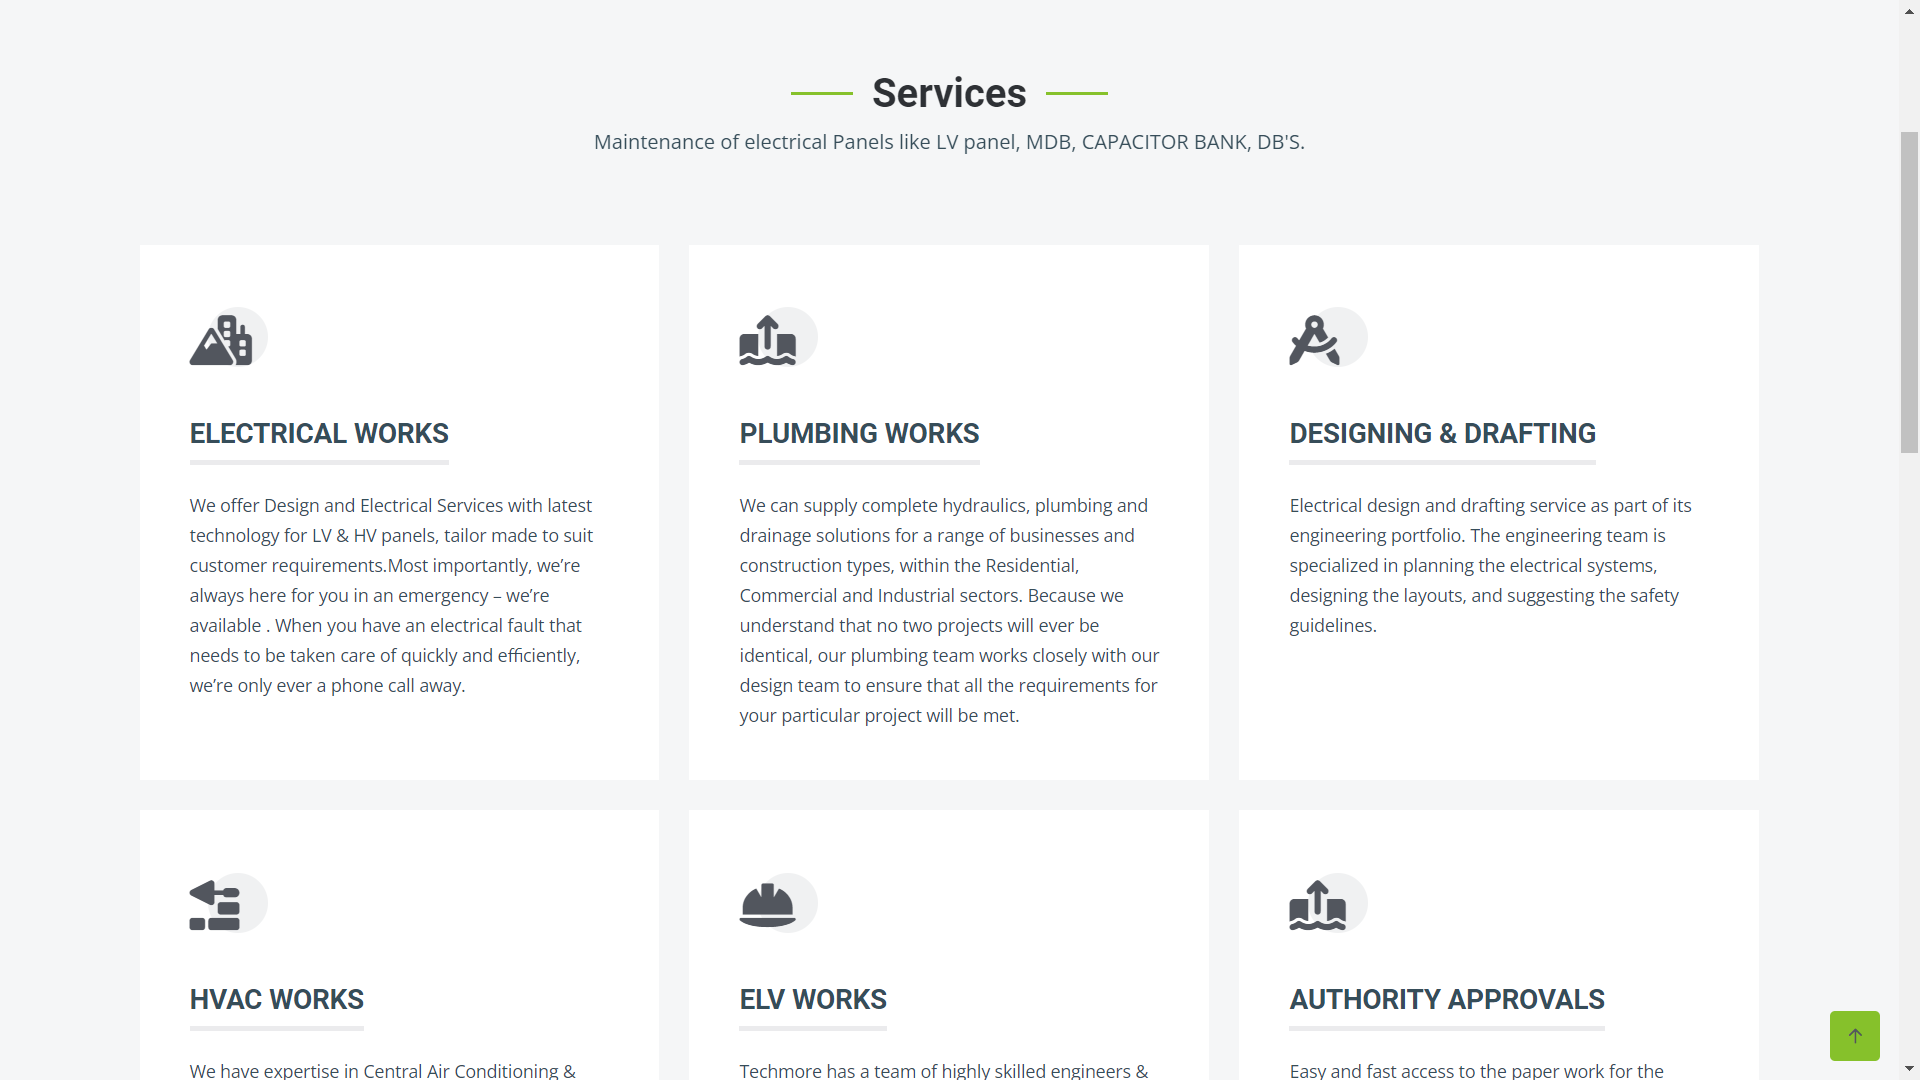 Services
Maintenance of electrical Panels like LV panel, MDB, CAPACITOR BANK, DB'S.
ELECTRICAL WORKS
We offer Design and Electrical Services with latest
technology for LV & HV panels, tailor made to suit
customer requirements.Most importantly, we’re
always here for you in an emergency – we’re
available . When you have an electrical fault that
needs to be taken care of quickly and efficiently,
we’re only ever a phone call away.
PLUMBING WORKS
We can supply complete hydraulics, plumbing and
drainage solutions for a range of businesses and
construction types, within the Residential,
Commercial and Industrial sectors. Because we
understand that no two projects will ever be
identical, our plumbing team works closely with our
design team to ensure that all the requirements for
your particular project will be met.
DESIGNING & DRAFTING
Electrical design and drafting service as part of its
engineering portfolio. The engineering team is
specialized in planning the electrical systems,
designing the layouts, and suggesting the safety
guidelines.
HVAC WORKS
We have expertise in Central Air Conditioning &
ELV WORKS
Techmore has a team of highly skilled engineers &
AUTHORITY APPROVALS
Easy and fast access to the paper work for the